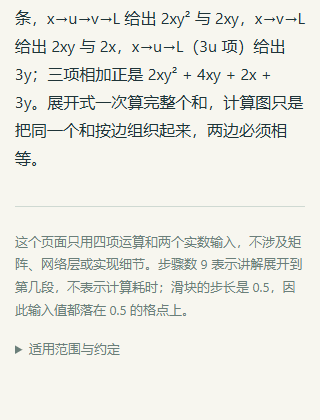 条，x→u→v→L 给出 2xy² 与 2xy，x→v→L
给出 2xy 与 2x，x→u→L（3u 项）给出
3y；三项相加正是 2xy² + 4xy + 2x +
3y。展开式一次算完整个和，计算图只是
把同一个和按边组织起来，两边必须相
等。
这个页面只用四项运算和两个实数输入，不涉及矩
阵、网络层或实现细节。步骤数 9 表示讲解展开到
第几段，不表示计算耗时；滑块的步长是 0.5，因
此输入值都落在 0.5 的格点上。
▶ 适用范围与约定